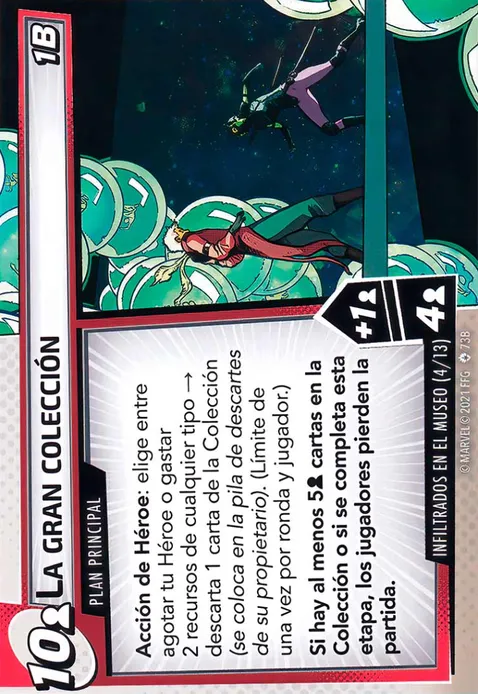 10 LA GRAN COLECCIÓN 1B
PLAN PRINCIPAL
Acción de Héroe: elige entre
agotar tu Héroe o gastar
2 recursos de cualquier tipo →
descarta 1 carta de la Colección
(se coloca en la pila de descartes
de su propietario). (Límite de
una vez por ronda y jugador.)
Si hay al menos 5 cartas en la
Colección o si se completa esta
etapa, los jugadores pierden la
partida.
+1
4
INFILTRADOS EN EL MUSEO (4/13)
© MARVEL © 2021 FFG 73B